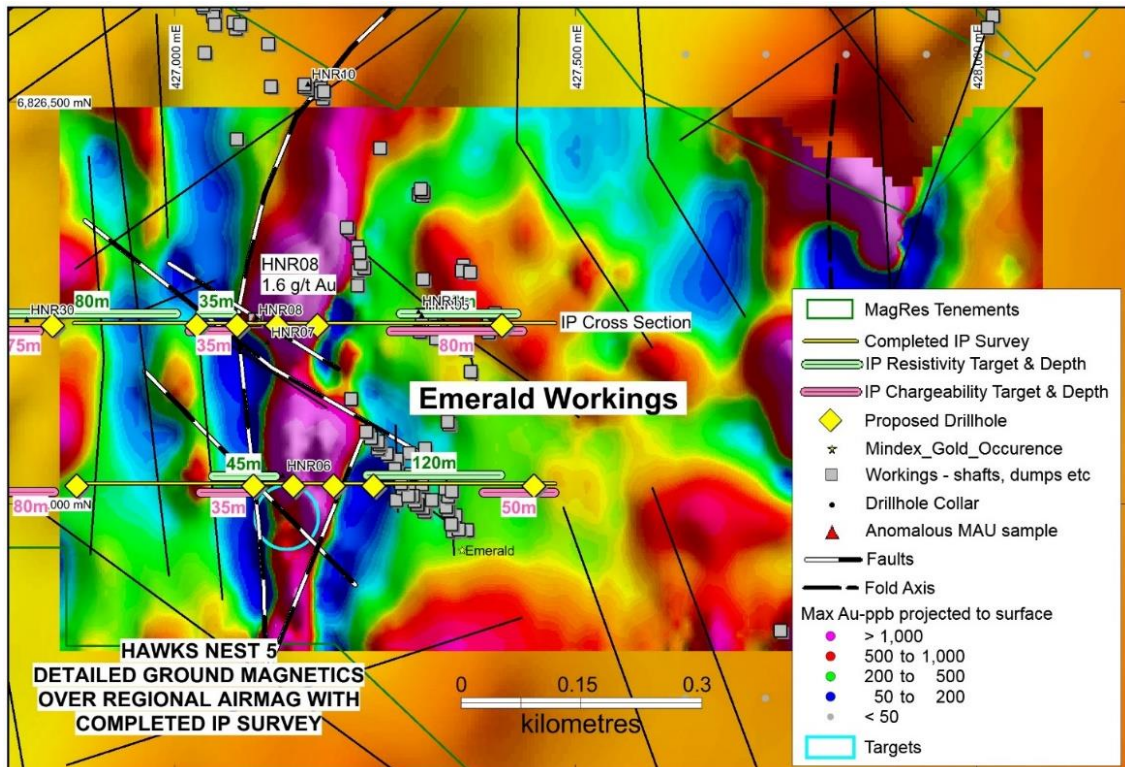 427,000 mE
427,500 mE
428,000 mE
HNR10
6,826,500 mN
HNR08
1.6 g/t Au
80m
35m
HNR30
HNR08
HNR11
HNR07
IP Cross Section
75m
35m
80m
Emerald Workings
45m
HNR06
120m
80m
,000 mN
35m
50m
Emerald
HAWKS NEST 5
DETAILED GROUND MAGNETICS
OVER REGIONAL AIRMAG WITH
COMPLETED IP SURVEY
0 0.15 0.3
kilometres
MagRes Tenements
Completed IP Survey
IP Resistivity Target & Depth
IP Chargeability Target & Depth
Proposed Drillhole
Mindex_Gold_Occurence
Workings - shafts, dumps etc
Drillhole Collar
Anomalous MAU sample
Faults
Fold Axis
Max Au-ppb projected to surface
> 1,000
500 to 1,000
200 to 500
50 to 200
< 50
Targets